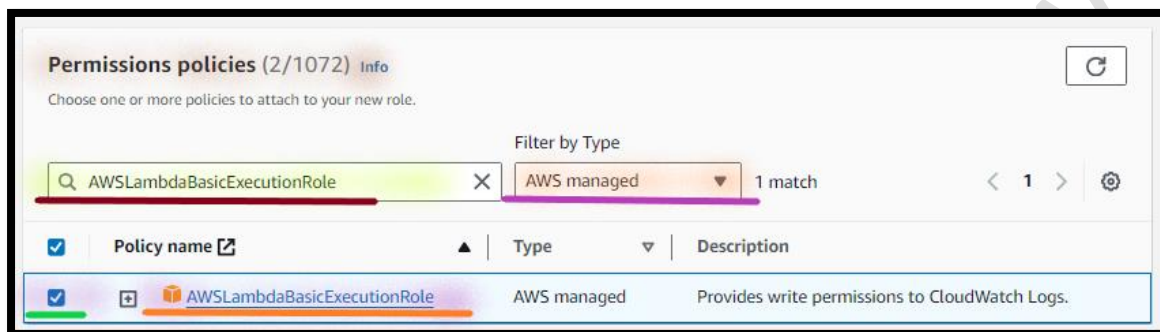 Permissions policies (2/1072) Info
Choose one or more policies to attach to your new role.
Filter by Type
AWSLambdaBasicExecutionRole AWS managed 1 match 1
Policy name Type Description
AWSLambdaBasicExecutionRole AWS managed Provides write permissions to CloudWatch Logs.